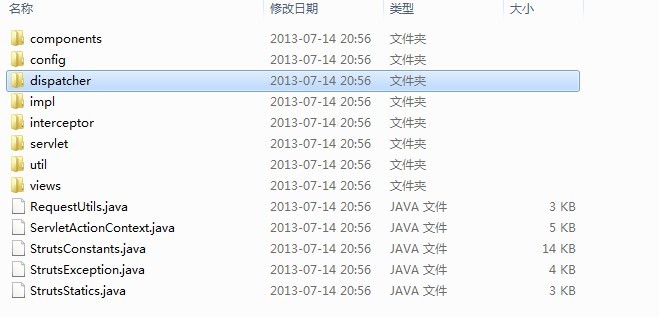 名称 修改日期 类型 大小
components 2013-07-14 20:56 文件夹
config 2013-07-14 20:56 文件夹
dispatcher 2013-07-14 20:56 文件夹
impl 2013-07-14 20:56 文件夹
interceptor 2013-07-14 20:56 文件夹
servlet 2013-07-14 20:56 文件夹
util 2013-07-14 20:56 文件夹
views 2013-07-14 20:56 文件夹
RequestUtils.java 2013-07-14 20:56 JAVA 文件 3 KB
ServletActionContext.java 2013-07-14 20:56 JAVA 文件 5 KB
StrutsConstants.java 2013-07-14 20:56 JAVA 文件 14 KB
StrutsException.java 2013-07-14 20:56 JAVA 文件 4 KB
StrutsStatics.java 2013-07-14 20:56 JAVA 文件 3 KB